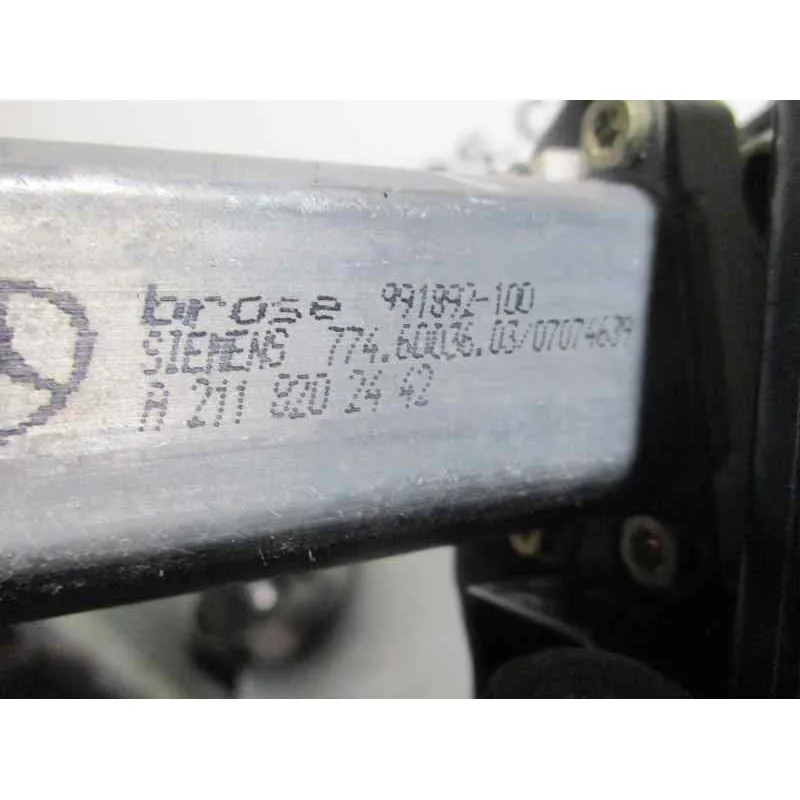 brose 991892-100
SIEMENS 774.60036.03/07074639
A 211 820 24 42